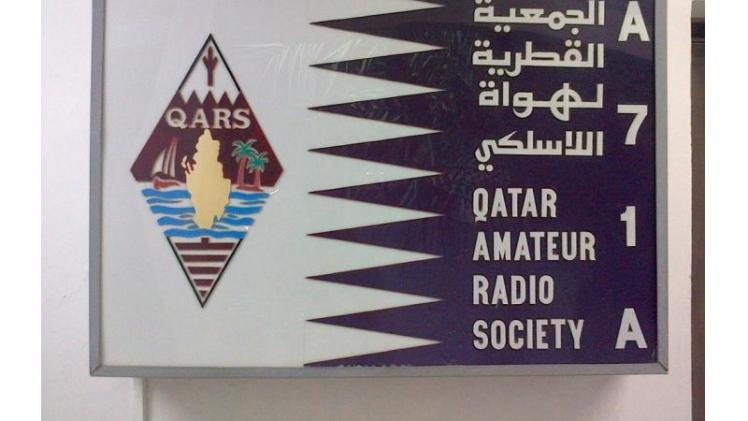 QARS
الجمعية
القطرية
لهواة
اللاسلكي
QATAR
AMATEUR
RADIO
SOCIETY
A
7
1
A